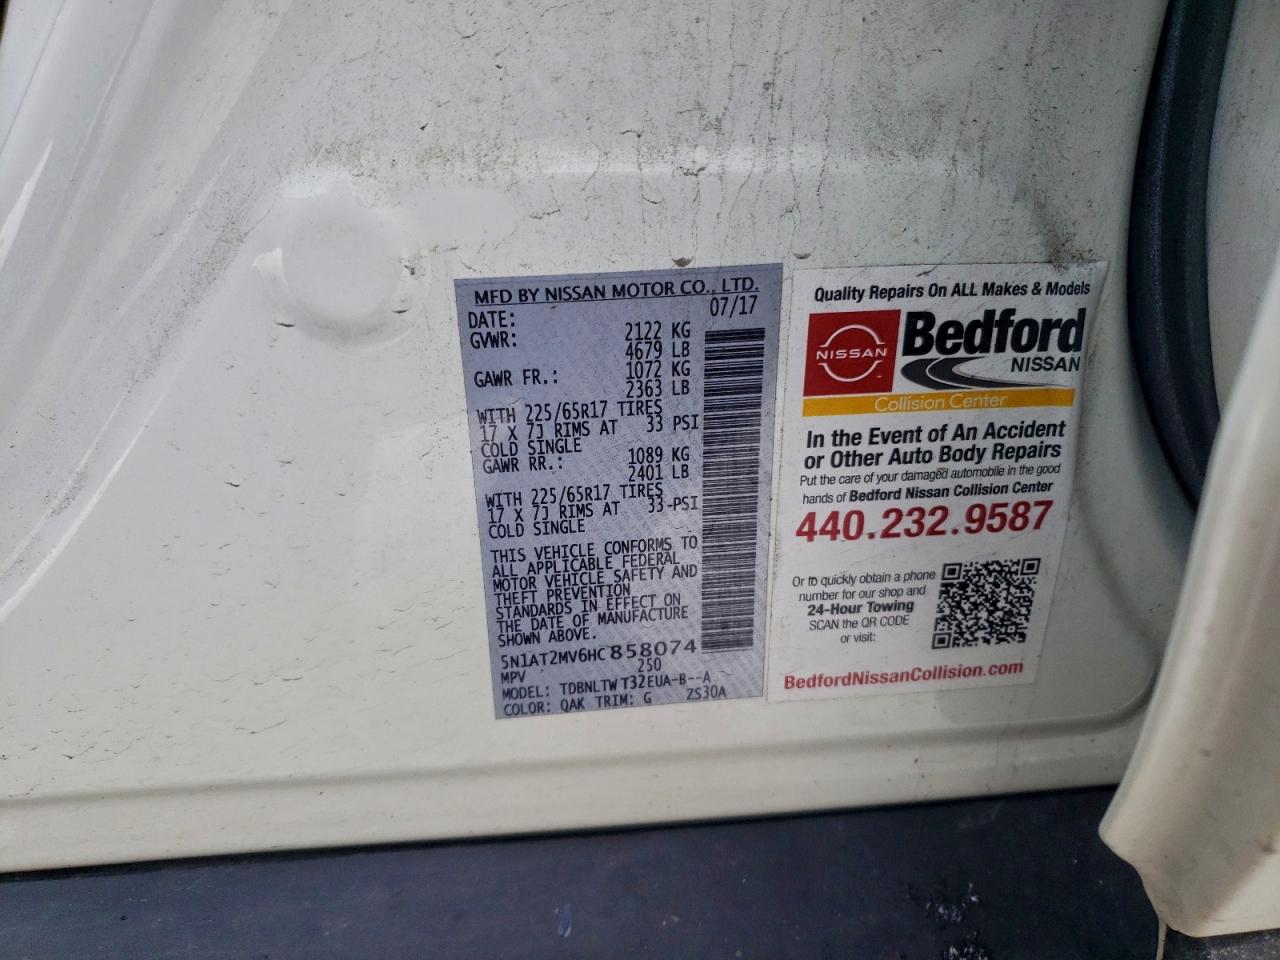 MFD BY NISSAN MOTOR CO., LTD.
DATE: 07/17
GVWR: 2122 KG
4679 LB
GAWR FR.: 1072 KG
2363 LB
WITH 225/65R17 TIRES
17 X 7J RIMS AT 33 PSI
COLD SINGLE
GAWR RR.: 1089 KG
2401 LB
WITH 225/65R17 TIRES
17 X 7J RIMS AT 33-PSI
COLD SINGLE
THIS VEHICLE CONFORMS TO
ALL APPLICABLE FEDERAL
MOTOR VEHICLE SAFETY AND
THEFT PREVENTION
STANDARDS IN EFFECT ON
THE DATE OF MANUFACTURE
SHOWN ABOVE.
5N1AT2MV6HC858074
MPV 250
MODEL: TDBNLTWT32EUA-B--A
COLOR: QAK TRIM: G ZS30A
Quality Repairs On ALL Makes & Models
NISSAN
Bedford
NISSAN
Collision Center
In the Event of An Accident
or Other Auto Body Repairs
Put the care of your damaged automobile in the good
hands of Bedford Nissan Collision Center
440.232.9587
Or to quickly obtain a phone
number for our shop and
24-Hour Towing
SCAN the QR CODE
or visit:
BedfordNissanCollision.com